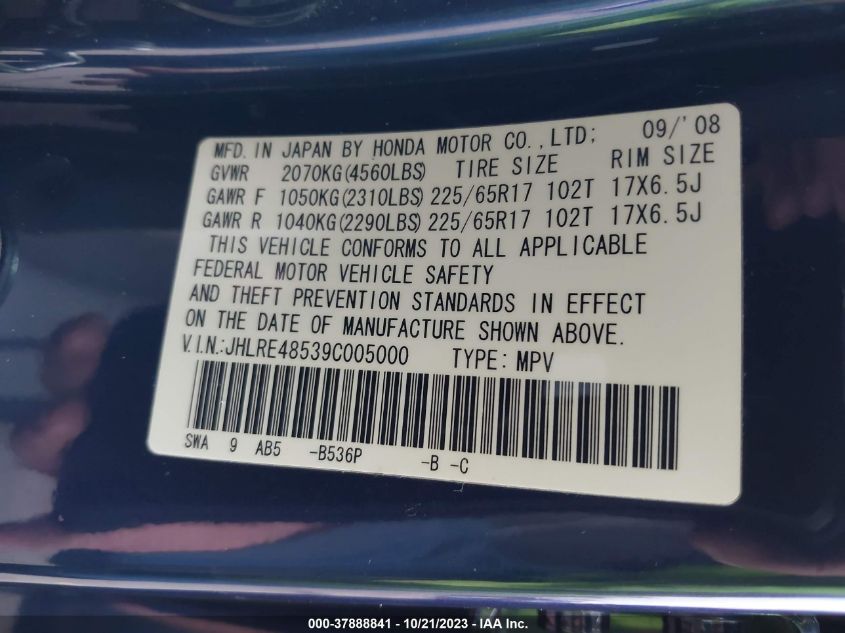 MFD. IN JAPAN BY HONDA MOTOR CO.,LTD; 09/'08
GVWR 2070KG(4560LBS) TIRE SIZE RIM SIZE
GAWR F 1050KG(2310LBS) 225/65R17 102T 17X6.5J
GAWR R 1040KG(2290LBS) 225/65R17 102T 17X6.5J
THIS VEHICLE CONFORMS TO ALL APPLICABLE
FEDERAL MOTOR VEHICLE SAFETY
AND THEFT PREVENTION STANDARDS IN EFFECT
ON THE DATE OF MANUFACTURE SHOWN ABOVE.
V.I.N.:JHLRE48539C005000 TYPE: MPV
SWA 9 AB5 -B536P -B -C
000-37888841 - 10/21/2023 - IAA Inc.